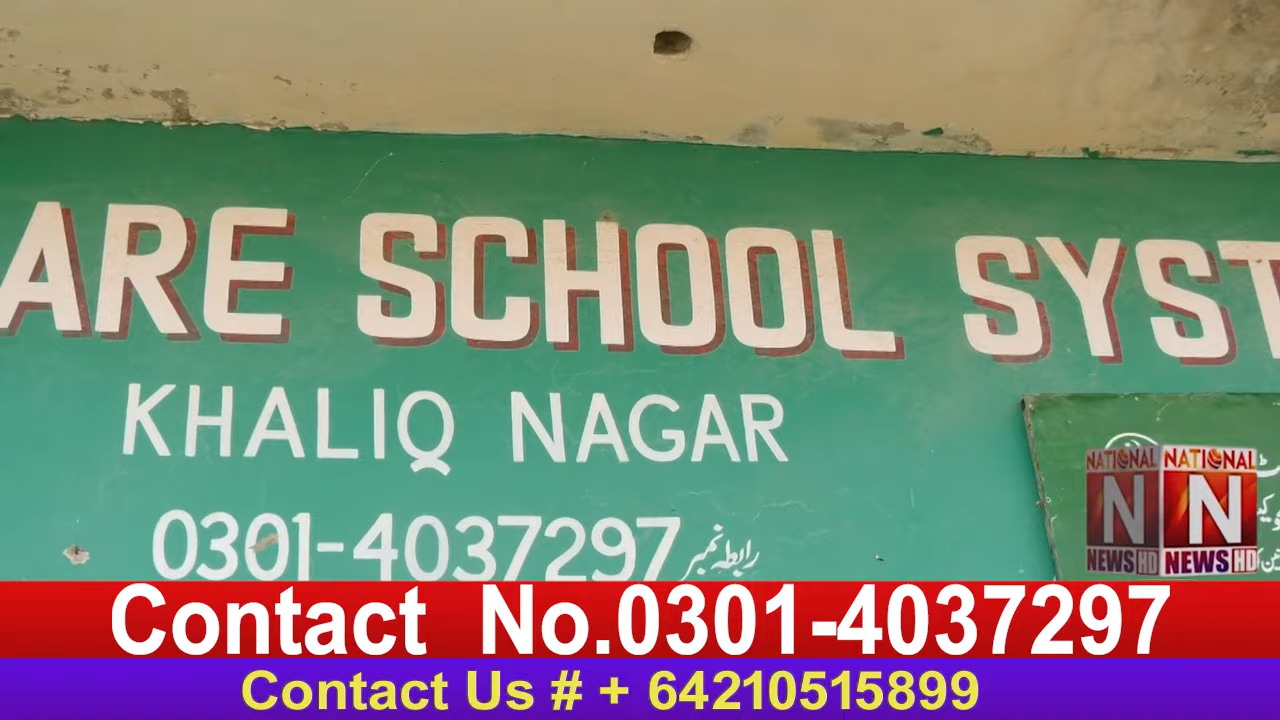 ARE SCHOOL SYST
KHALIQ NAGAR
0301-4037297 رابطہ نمبر
NATIONAL NATIONAL
N N
NEWS HD NEWS HD
Contact No.0301-4037297
Contact Us # + 64210515899